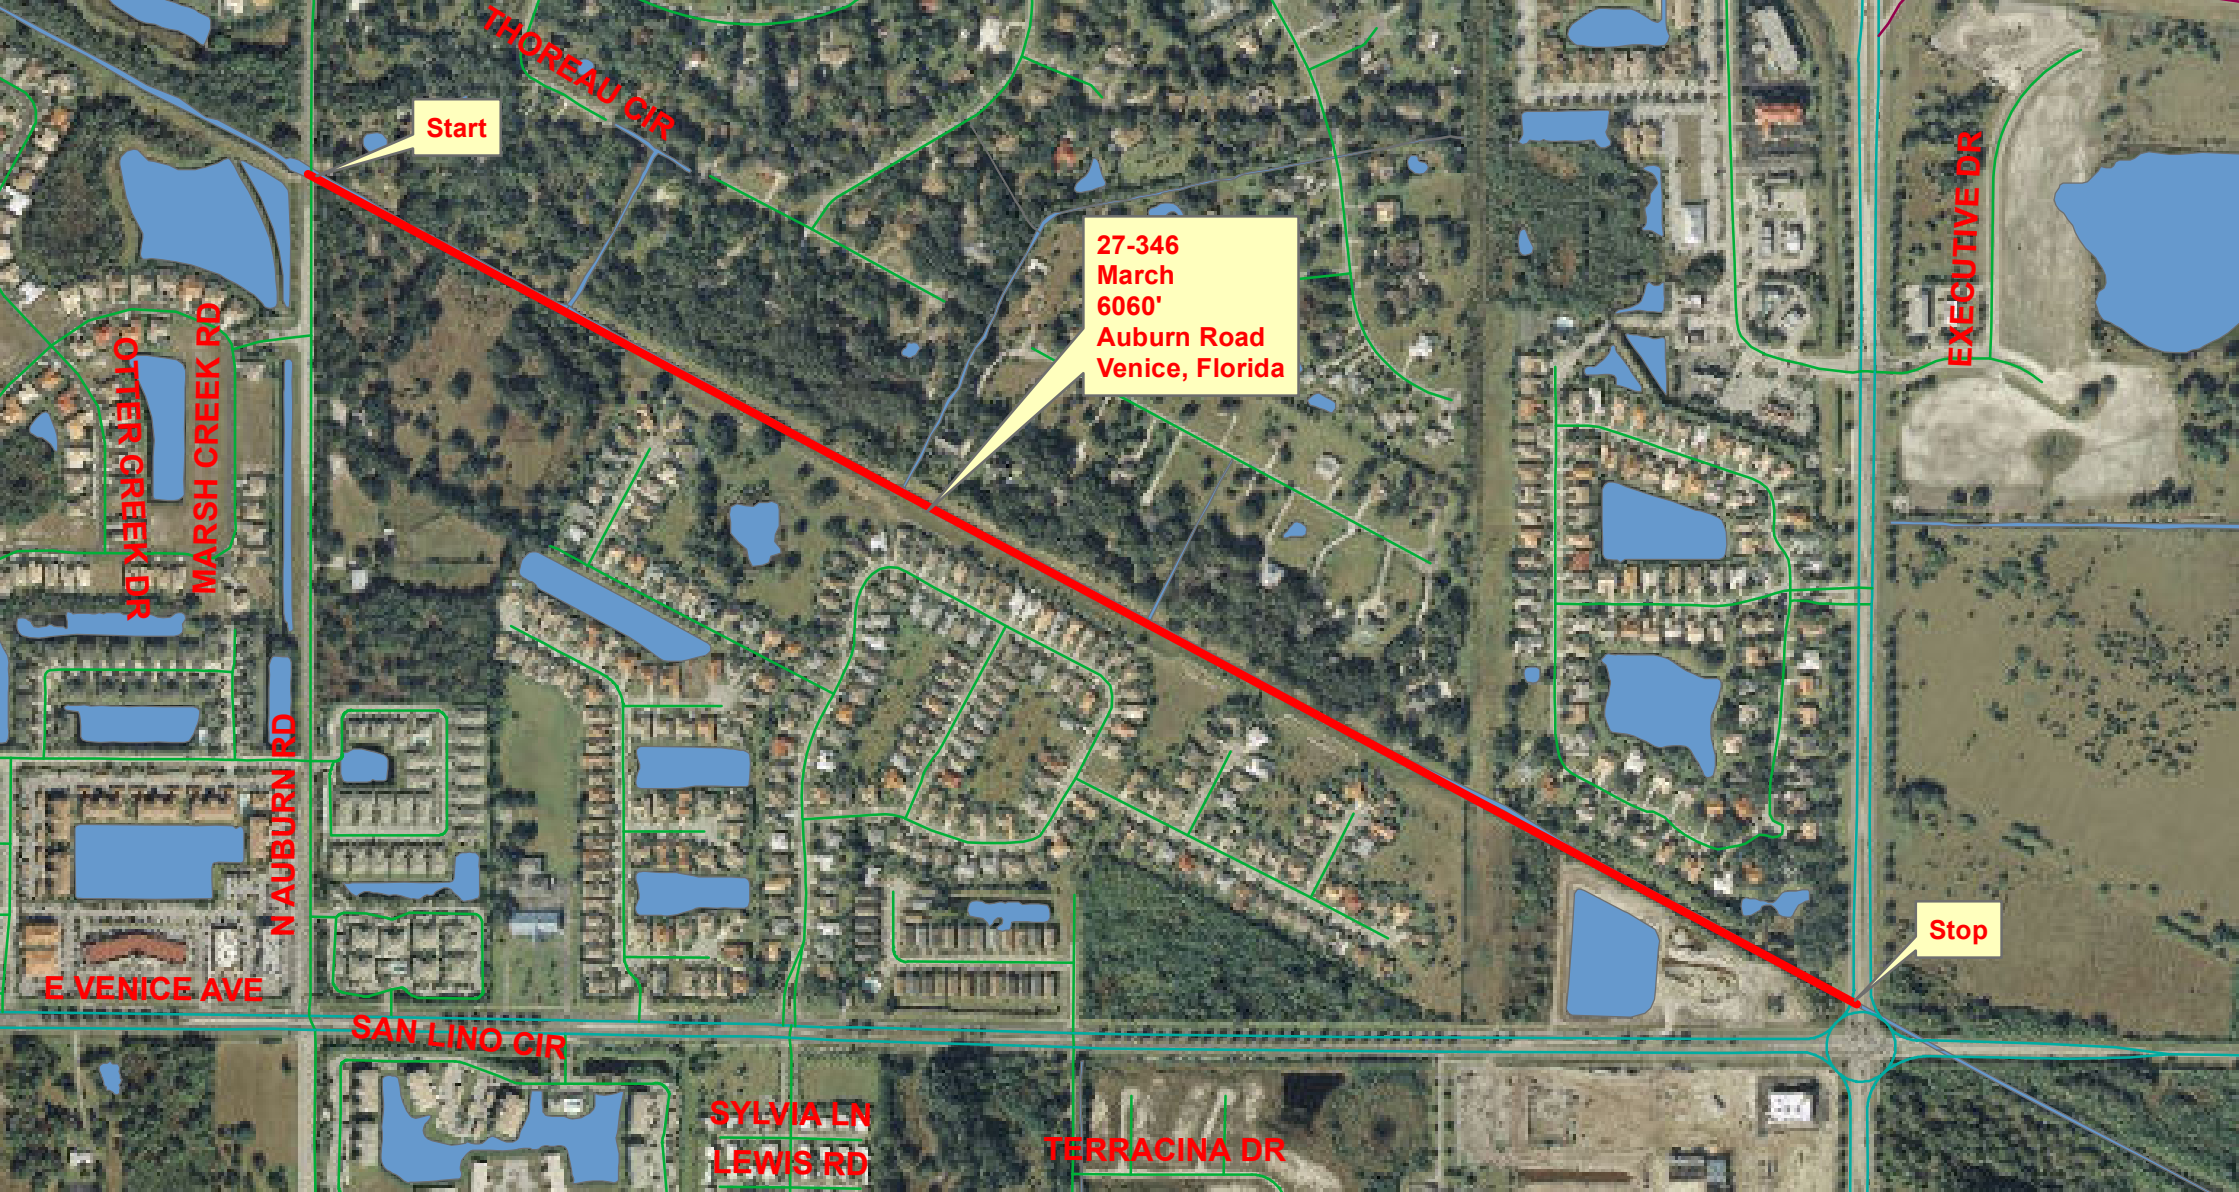 THOREAU CIR
Start
27-346
March
6060'
Auburn Road
Venice, Florida
EXECUTIVE DR
OTTER CREEK DR
MARSH CREEK RD
N AUBURN RD
Stop
E VENICE AVE
SAN LINO CIR
SYLVIA LN
LEWIS RD
TERRACINA DR